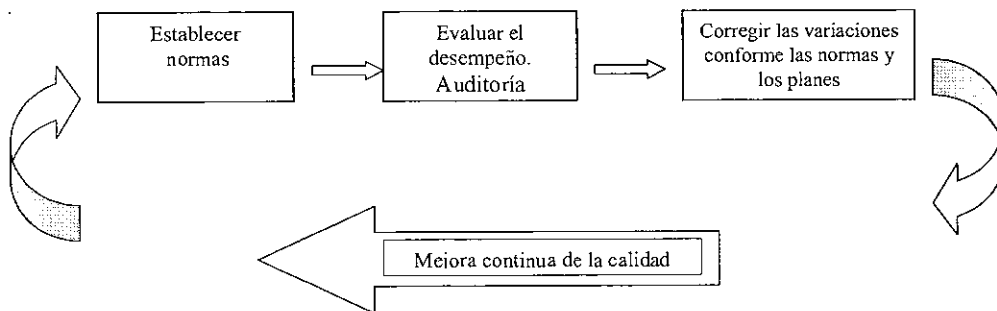 Establecer
normas
Evaluar el
desempeño.
Auditoría
Corregir las variaciones
conforme las normas y
los planes
Mejora continua de la calidad